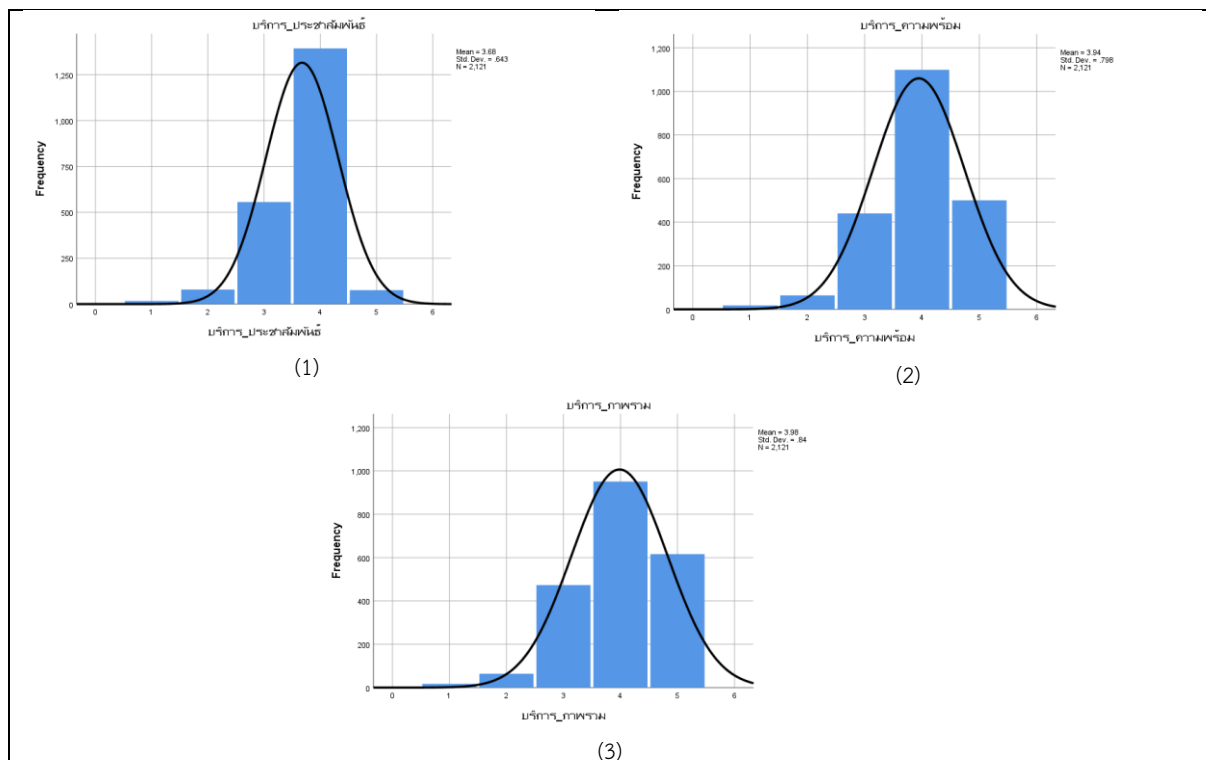 บริการ_ประชาสัมพันธ์
Mean = 3.68
Std. Dev. = .643
N = 2,121
Frequency
1,250
1,000
750
500
250
0
0 1 2 3 4 5 6
บริการ_ประชาสัมพันธ์
(1)
บริการ_ความพร้อม
Mean = 3.94
Std. Dev. = .798
N = 2,121
Frequency
1,200
1,000
800
600
400
200
0
0 1 2 3 4 5 6
บริการ_ความพร้อม
(2)
บริการ_ภาพรวม
Mean = 3.98
Std. Dev. = .84
N = 2,121
Frequency
1,200
1,000
800
600
400
200
0
0 1 2 3 4 5 6
บริการ_ภาพรวม
(3)